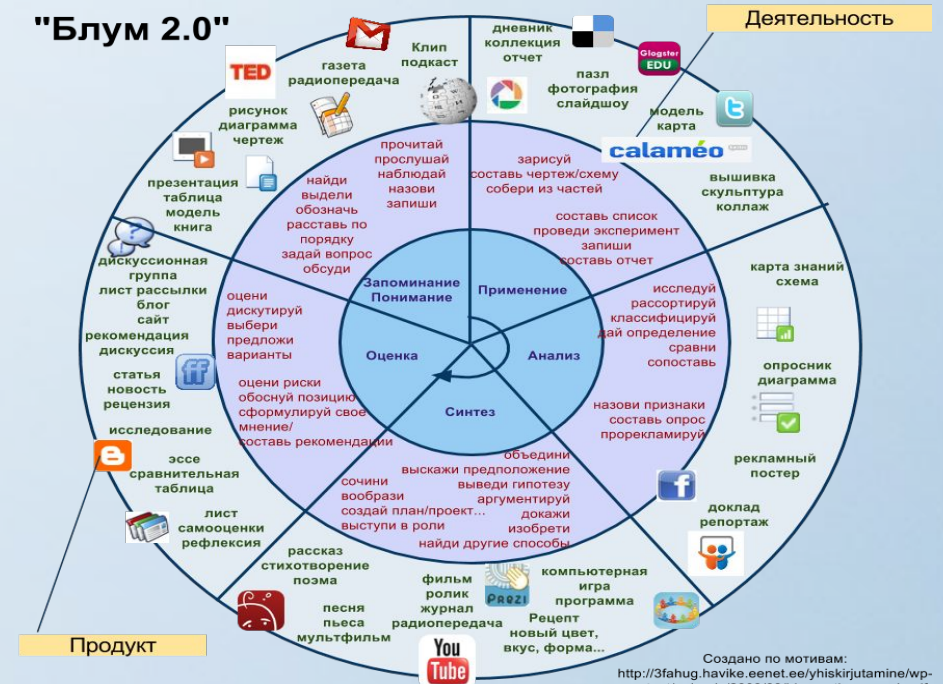 "Блум 2.0"
Деятельность
Клип
подкаст
газета
радиопередача
TED
рисунок
диаграмма
чертеж
презентация
таблица
модель
книга
дневник
коллекция
отчет
Glogster
EDU
пазл
фотография
слайдшоу
модель
карта
calaméo
вышивка
скульптура
коллаж
прочитай
прослушай
наблюдай
назови
запиши
найди
выдели
обозначь
расставь по
порядку
задай вопрос
обсуди
зарисуй
составь чертеж/схему
собери из частей
составь список
проведи эксперимент
запиши
составь отчет
Запоминание
Понимание
Применение
Оценка
Анализ
Синтез
исследуй
рассортируй
классифицируй
дай определение
сравни
сопоставь
назови признаки
составь опрос
прорекламируй
карта знаний
схема
опросник
диаграмма
рекламный
постер
доклад
репортаж
оцени
дискутируй
выбери
предложи
варианты
оцени риски
обоснуй позицию
сформулируй свое
мнение/
составь рекомендации
дискуссионная
группа
лист рассылки
блог
сайт
рекомендация
дискуссия
статья
новость
рецензия
ff
исследование
эссе
сравнительная
таблица
лист
самооценки
рефлексия
объедини
выскажи предположение
выведи гипотезу
аргументируй
докажи
изобрети
найди другие способы
сочини
вообрази
создай план/проект...
выступи в роли
рассказ
стихотворение
поэма
песня
пьеса
мультфильм
фильм
ролик
журнал
радиопередача
PREZI
компьютерная
игра
программа
Рецепт
новый цвет,
вкус, форма...
You
Tube
Продукт
Создано по мотивам:
http://3fahug.havike.eenet.ee/yhiskirjutamine/wp-